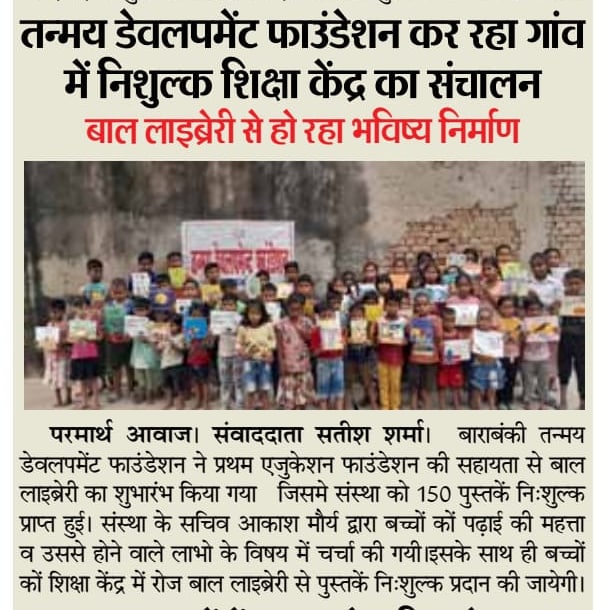 तन्मय डेवलपमेंट फाउंडेशन कर रहा गांव
में निशुल्क शिक्षा केंद्र का संचालन
बाल लाइब्रेरी से हो रहा भविष्य निर्माण
परमार्थ आवाज। संवाददाता सतीश शर्मा। बाराबंकी तन्मय
डेवलपमेंट फाउंडेशन ने प्रथम एजुकेशन फाउंडेशन की सहायता से बाल
लाइब्रेरी का शुभारंभ किया गया जिसमे संस्था को 150 पुस्तकें निःशुल्क
प्राप्त हुई। संस्था के सचिव आकाश मौर्य द्वारा बच्चों कों पढ़ाई की महत्ता
व उससे होने वाले लाभो के विषय में चर्चा की गयी।इसके साथ ही बच्चों
कों शिक्षा केंद्र में रोज बाल लाइब्रेरी से पुस्तकें निःशुल्क प्रदान की जायेगी।